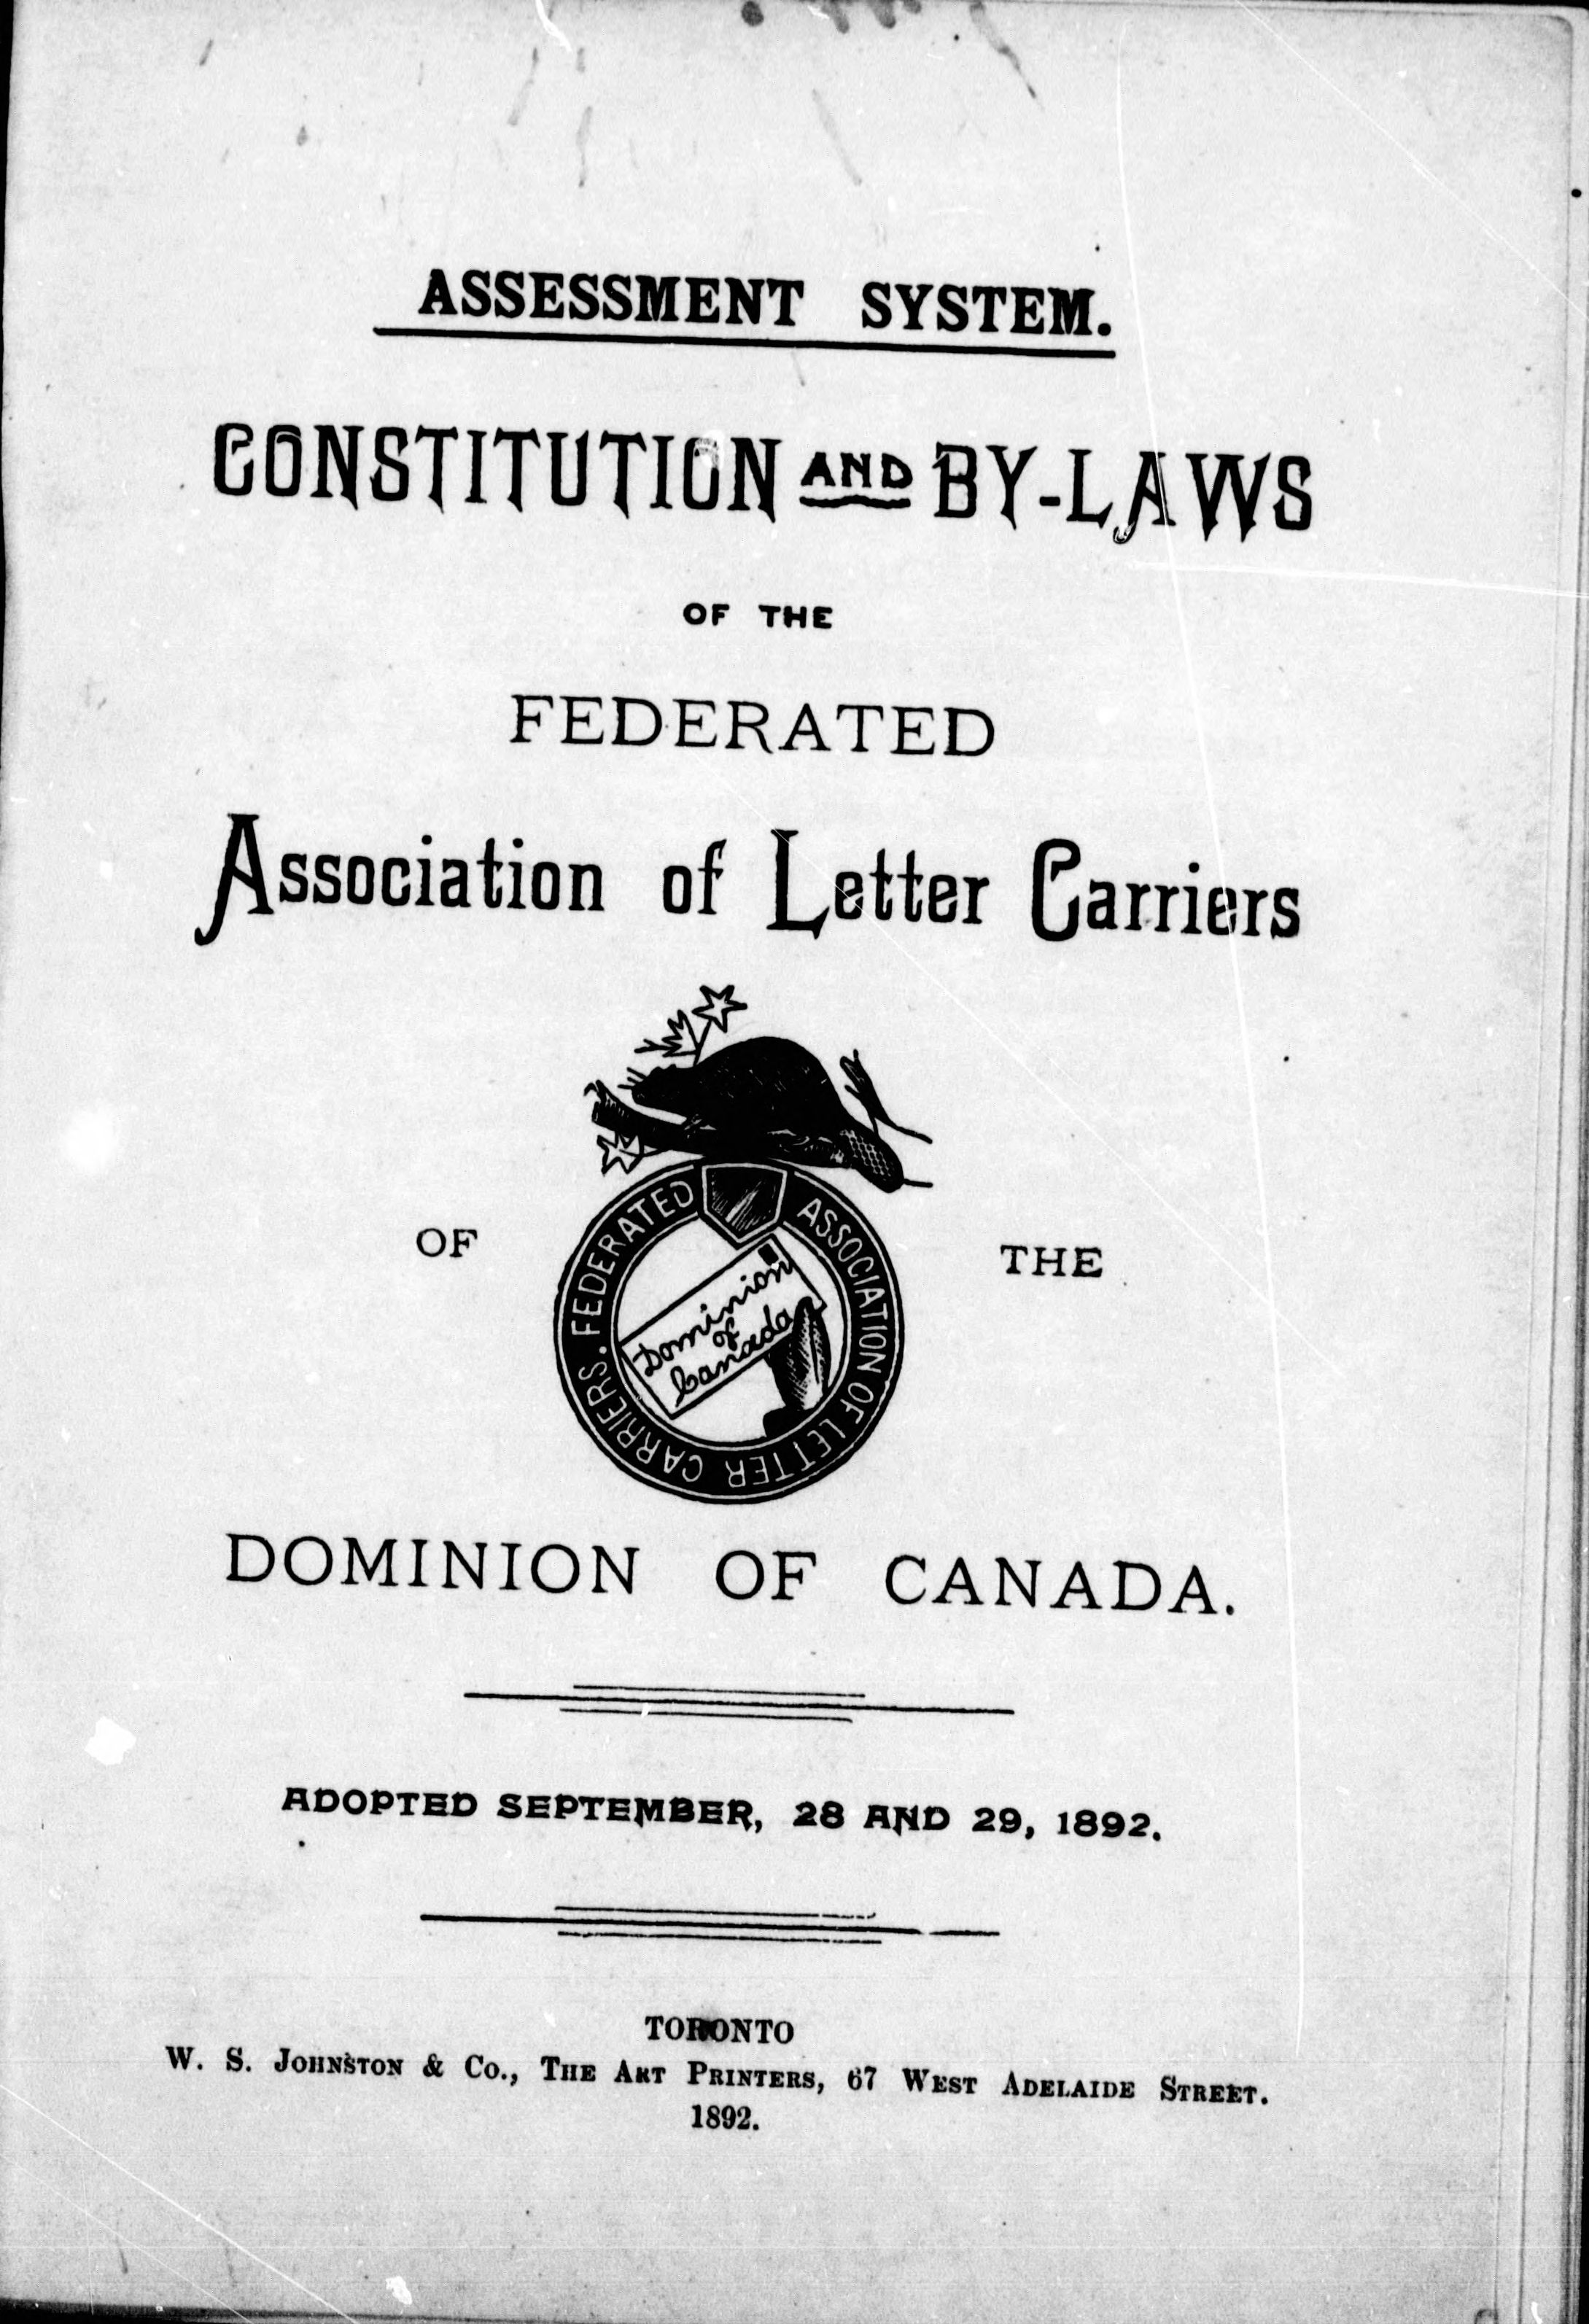 ASSESSMENT SYSTEM.
CONSTITUTION AND BY-LAWS
OF THE
FEDERATED
Association of Letter Carriers
OF THE
FEDERATED ASSOCIATION OF LETTER CARRIERS.
Dominion
of
Canada
DOMINION OF CANADA.
ADOPTED SEPTEMBER, 28 AND 29, 1892.
TORONTO
W. S. JOHNSTON & CO., THE ART PRINTERS, 67 WEST ADELAIDE STREET.
1892.